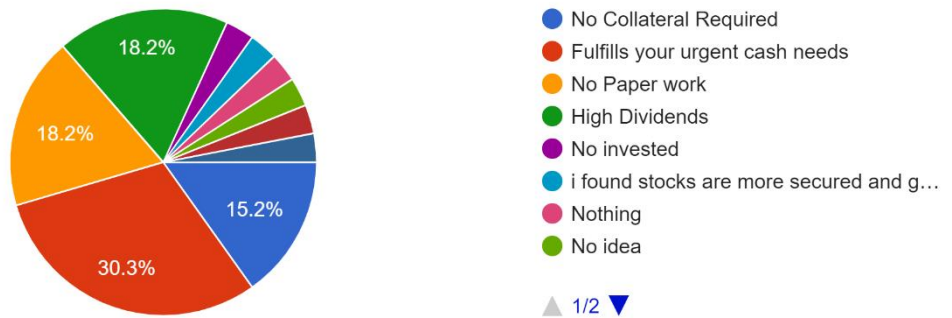 18.2%
18.2%
15.2%
30.3%
No Collateral Required
Fulfills your urgent cash needs
No Paper work
High Dividends
No invested
i found stocks are more secured and g…
Nothing
No idea
1/2